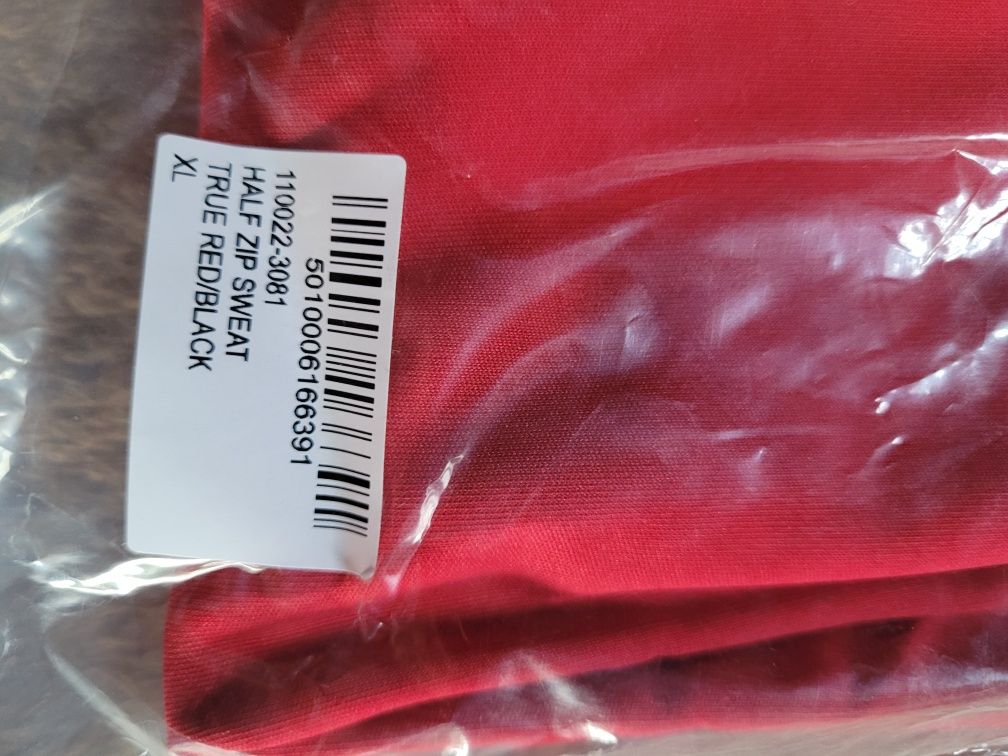 5010006166391
110022-3081
HALF ZIP SWEAT
TRUE RED/BLACK
XL